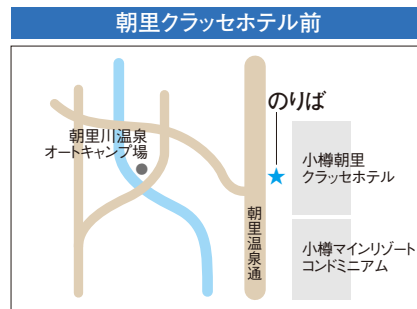 朝里クラッセホテル前
のりば
朝里川温泉
オートキャンプ場
小樽朝里
クラッセホテル
朝里温泉通
小樽マインリゾート
コンドミニアム